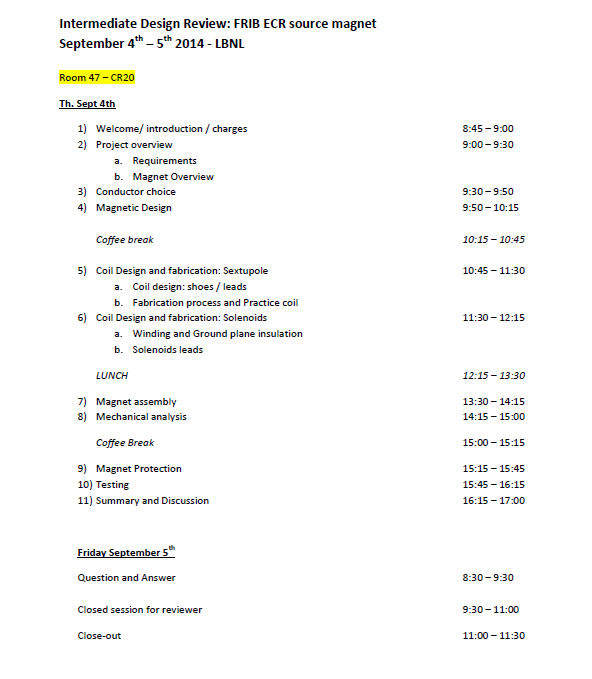 Intermediate Design Review: FRIB ECR source magnet
September 4th – 5th 2014 - LBNL
Room 47 – CR20
Th. Sept 4th
1) Welcome/ introduction / charges 8:45 – 9:00
2) Project overview 9:00 – 9:30
a. Requirements
b. Magnet Overview
3) Conductor choice 9:30 – 9:50
4) Magnetic Design 9:50 – 10:15
Coffee break 10:15 – 10:45
5) Coil Design and fabrication: Sextupole 10:45 – 11:30
a. Coil design: shoes / leads
b. Fabrication process and Practice coil
6) Coil Design and fabrication: Solenoids 11:30 – 12:15
a. Winding and Ground plane insulation
b. Solenoids leads
LUNCH 12:15 – 13:30
7) Magnet assembly 13:30 – 14:15
8) Mechanical analysis 14:15 – 15:00
Coffee Break 15:00 – 15:15
9) Magnet Protection 15:15 – 15:45
10) Testing 15:45 – 16:15
11) Summary and Discussion 16:15 – 17:00
Friday September 5th
Question and Answer 8:30 – 9:30
Closed session for reviewer 9:30 – 11:00
Close-out 11:00 – 11:30